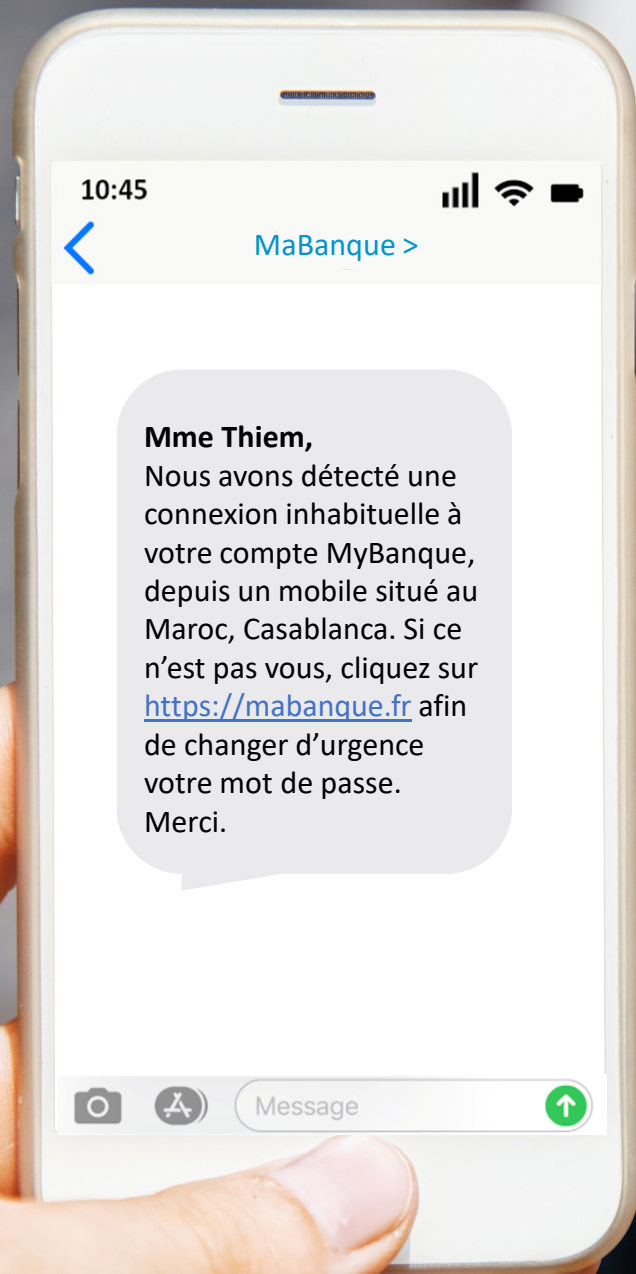 10:45
MaBanque >
Mme Thiem,
Nous avons détecté une
connexion inhabituelle à
votre compte MyBanque,
depuis un mobile situé au
Maroc, Casablanca. Si ce
n’est pas vous, cliquez sur
https://mabanque.fr afin
de changer d’urgence
votre mot de passe.
Merci.
Message